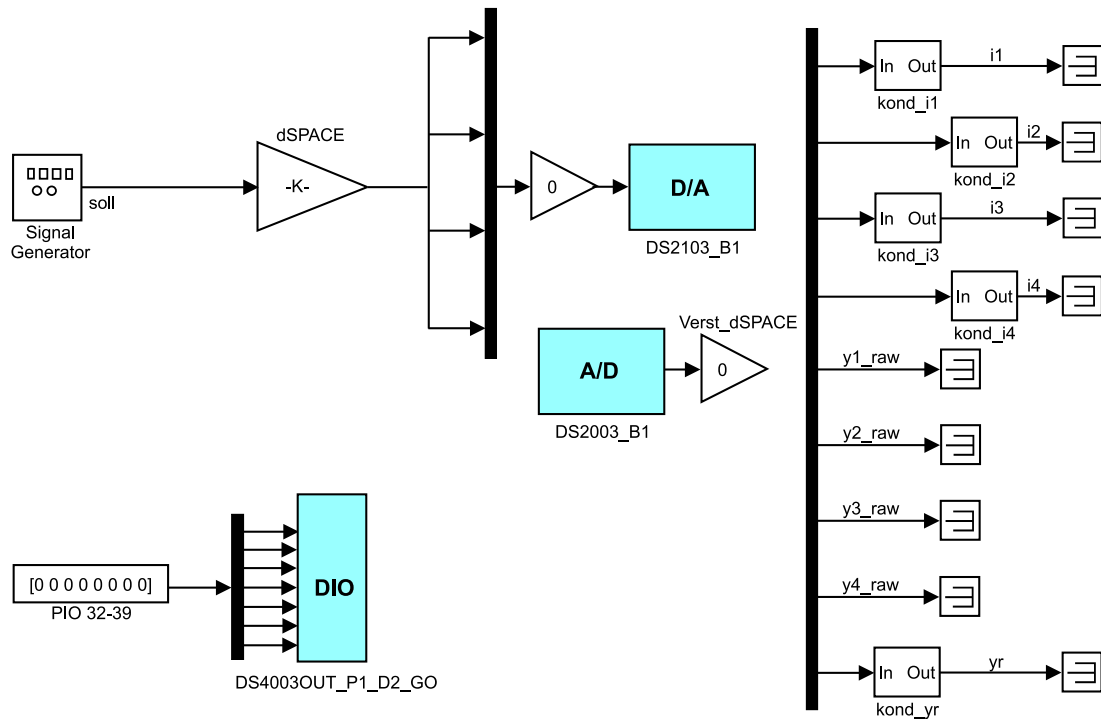 dSPACE
-K-
soll
Signal
Generator
0
D/A
DS2103_B1
Verst_dSPACE
A/D
0
DS2003_B1
[0 0 0 0 0 0 0 0]
PIO 32-39
DIO
DS4003OUT_P1_D2_GO
In Out
i1
kond_i1
In Out
i2
kond_i2
In Out
i3
kond_i3
In Out
i4
kond_i4
y1_raw
y2_raw
y3_raw
y4_raw
In Out
yr
kond_yr